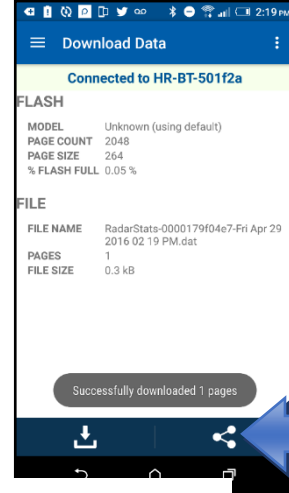 2:19 PM
Download Data
Connected to HR-BT-501f2a
FLASH
MODEL Unknown (using default)
PAGE COUNT 2048
PAGE SIZE 264
% FLASH FULL 0.05 %
FILE
FILE NAME RadarStats-0000179f04e7-Fri Apr 29
2016 02 19 PM.dat
PAGES 1
FILE SIZE 0.3 kB
Successfully downloaded 1 pages